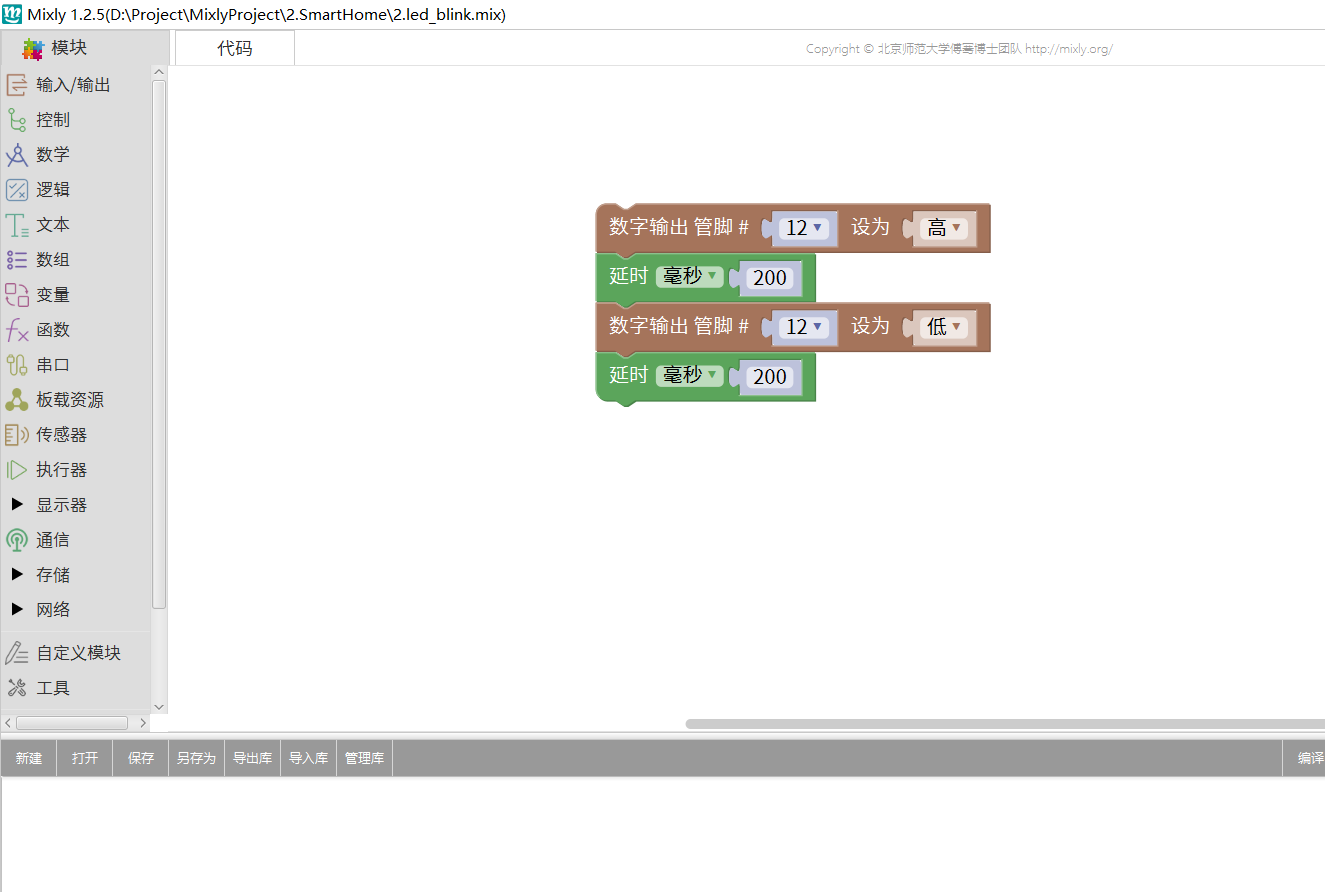 Mixly 1.2.5(D:\Project\MixlyProject\2.SmartHome\2.led_blink.mix)
模块
代码
Copyright © 北京师范大学傅骞博士团队 http://mixly.org/
输入/输出
控制
数学
逻辑
文本
数组
变量
函数
串口
板载资源
传感器
执行器
显示器
通信
存储
网络
自定义模块
工具
数字输出 管脚 # 12 设为 高
延时 毫秒 200
数字输出 管脚 # 12 设为 低
延时 毫秒 200
新建 打开 保存 另存为 导出库 导入库 管理库 编译